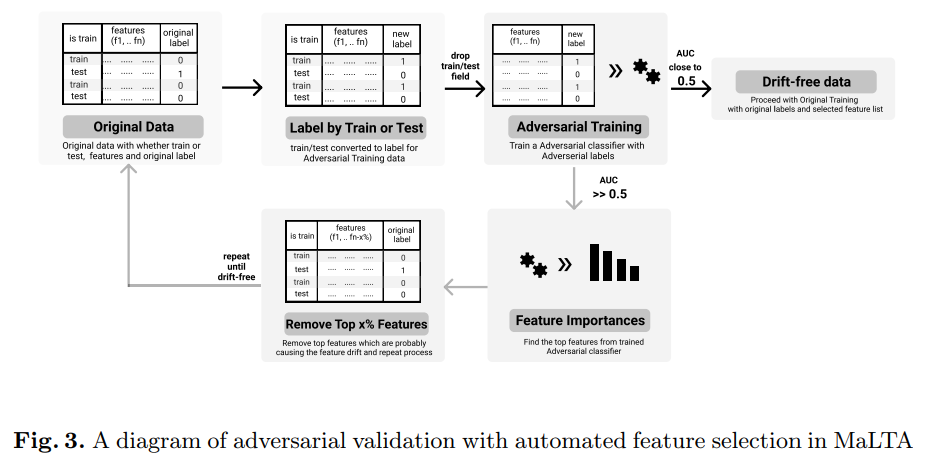 is train features (f1, .. fn) original label
train .... ..... ..... 0
test .... ..... ..... 1
train .... ..... ..... 0
test .... ..... ..... 0
Original Data
Original data with whether train or
test, features and original label
is train features (f1, .. fn) new label
train .... ..... ..... 1
test .... ..... ..... 0
train .... ..... ..... 1
test .... ..... ..... 0
Label by Train or Test
train/test converted to label for
Adversarial Training data
drop
train/test
field
features (f1, .. fn) new label
.... ..... ..... 1
.... ..... ..... 0
.... ..... ..... 1
.... ..... ..... 0
Adversarial Training
Train a Adversarial classifier with
Adverserial labels
AUC
close to
0.5
Drift-free data
Proceed with Original Training
with original labels and selected feature list
AUC
>> 0.5
Feature Importances
Find the top features from trained
Adversarial classifier
is train features (f1, .. fn-x%) original label
train .... ..... ..... 0
test .... ..... ..... 1
train .... ..... ..... 0
test .... ..... ..... 0
Remove Top x% Features
Remove top features which are probably
causing the feature drift and repeat process
repeat
until
drift-free
Fig. 3. A diagram of adversarial validation with automated feature selection in MaLTA